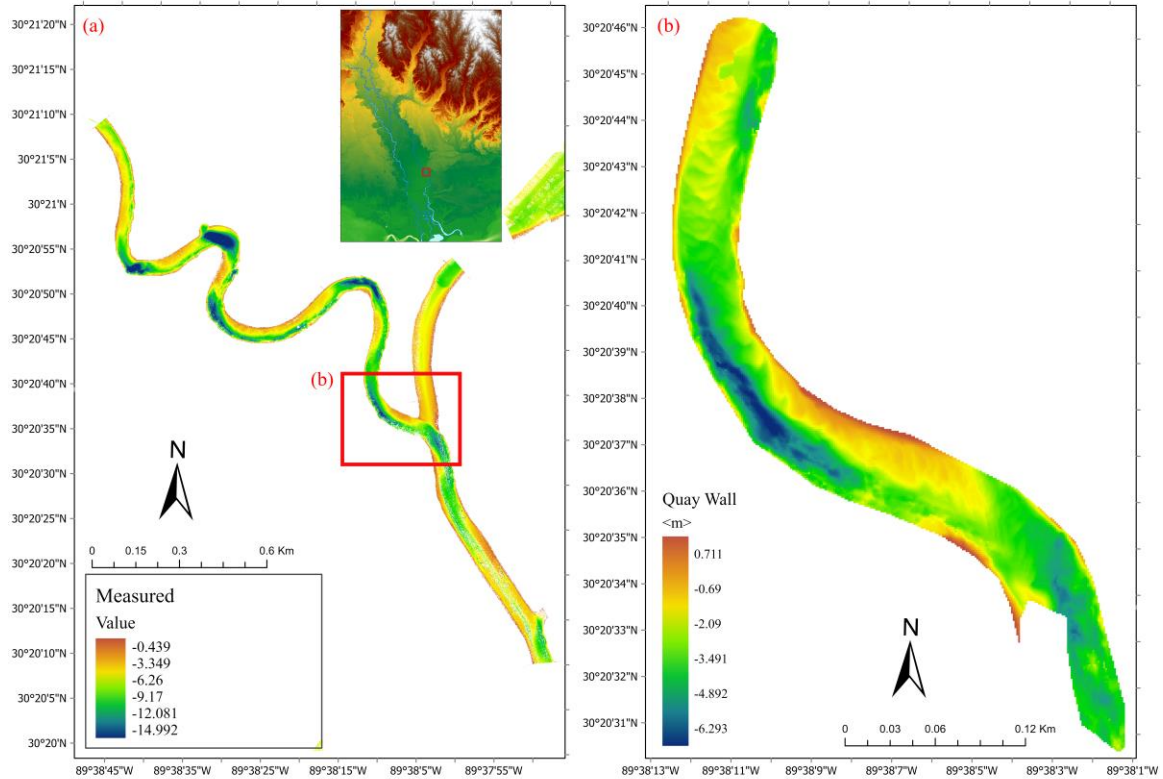 (a)
30°21'20"N
30°21'15"N
30°21'10"N
30°21'5"N
30°21'N
30°20'55"N
30°20'50"N
30°20'45"N
30°20'40"N
30°20'35"N
30°20'30"N
30°20'25"N
30°20'20"N
30°20'15"N
30°20'10"N
30°20'5"N
30°20'N
(b)
N
0 0.15 0.3 0.6 Km
Measured
Value
-0.439
-3.349
-6.26
-9.17
-12.081
-14.992
89°38'45"W 89°38'35"W 89°38'25"W 89°38'15"W 89°38'5"W 89°37'55"W
(b)
30°20'46"N
30°20'45"N
30°20'44"N
30°20'43"N
30°20'42"N
30°20'41"N
30°20'40"N
30°20'39"N
30°20'38"N
30°20'37"N
30°20'36"N
30°20'35"N
30°20'34"N
30°20'33"N
30°20'32"N
30°20'31"N
Quay Wall
<m>
0.711
-0.69
-2.09
-3.491
-4.892
-6.293
N
0 0.03 0.06 0.12 Km
89°38'13"W 89°38'11"W 89°38'9"W 89°38'7"W 89°38'5"W 89°38'3"W 89°38'1"W